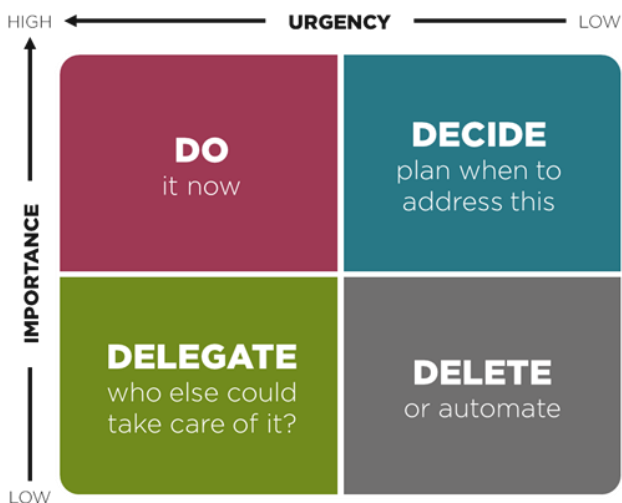 HIGH URGENCY LOW
DO
it now
DECIDE
plan when to
address this
IMPORTANCE
DELEGATE
who else could
take care of it?
DELETE
or automate
LOW